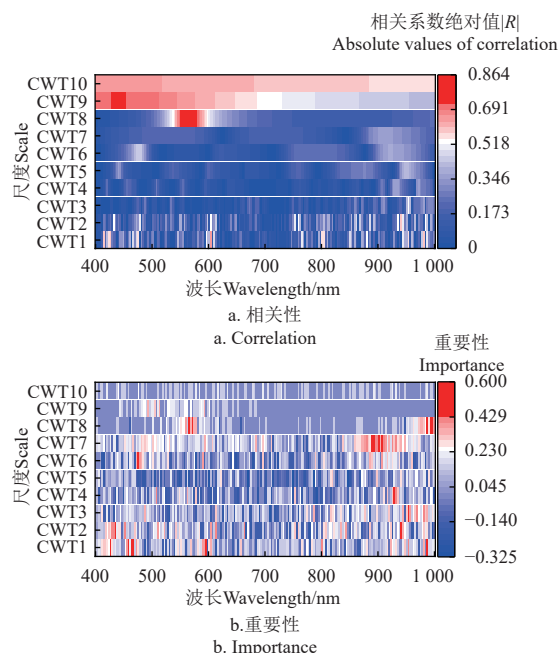 相关系数绝对值|R|
Absolute values of correlation
0.864
0.691
0.518
0.346
0.173
0
尺度Scale
CWT10
CWT9
CWT8
CWT7
CWT6
CWT5
CWT4
CWT3
CWT2
CWT1
400 500 600 700 800 900 1 000
波长Wavelength/nm
a. 相关性
a. Correlation
重要性
Importance
0.600
0.429
0.230
0.045
−0.140
−0.325
尺度Scale
CWT10
CWT9
CWT8
CWT7
CWT6
CWT5
CWT4
CWT3
CWT2
CWT1
400 500 600 700 800 900 1 000
波长Wavelength/nm
b.重要性
b. Importance